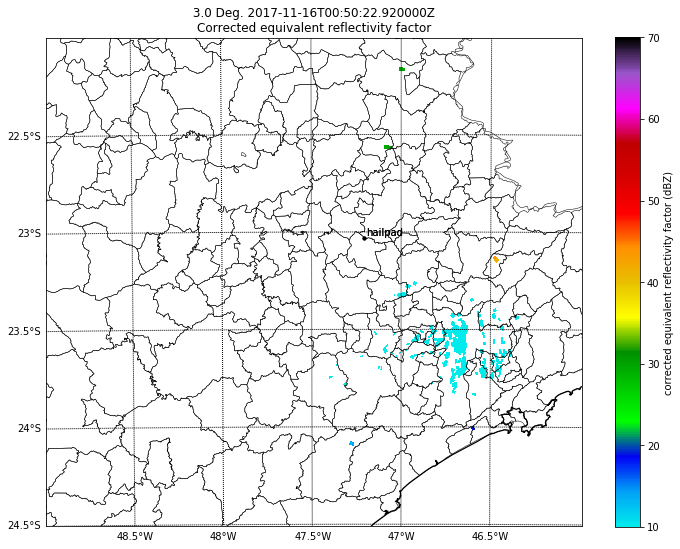 3.0 Deg. 2017-11-16T00:50:22.920000Z
Corrected equivalent reflectivity factor
22.5°S
23°S
23.5°S
24°S
24.5°S
48.5°W
48°W
47.5°W
47°W
46.5°W
hailpad
70
60
50
40
30
20
10
corrected equivalent reflectivity factor (dBZ)